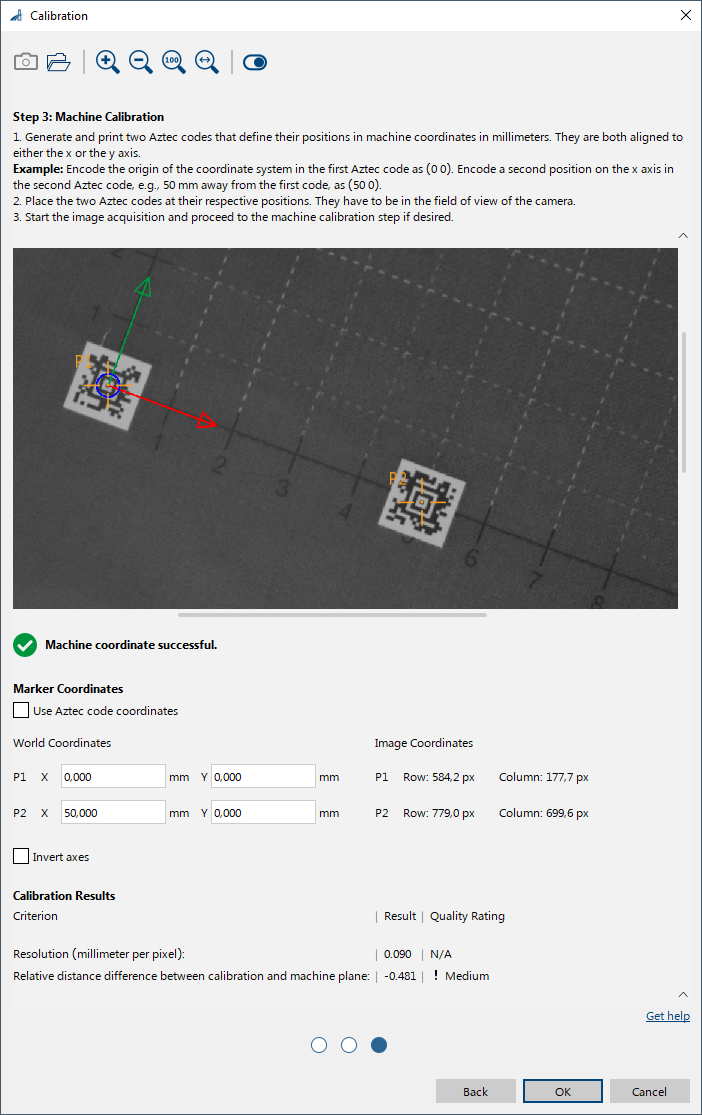 Calibration
100
Step 3: Machine Calibration
1. Generate and print two Aztec codes that define their positions in machine coordinates in millimeters. They are both aligned to
either the x or the y axis.
Example: Encode the origin of the coordinate system in the first Aztec code as (0 0). Encode a second position on the x axis in
the second Aztec code, e.g., 50 mm away from the first code, as (50 0).
2. Place the two Aztec codes at their respective positions. They have to be in the field of view of the camera.
3. Start the image acquisition and proceed to the machine calibration step if desired.
2
1
P1
1
2
3
4
P2
6
7
8
Machine coordinate successful.
Marker Coordinates
Use Aztec code coordinates
World Coordinates Image Coordinates
P1 X 0,000 mm Y 0,000 mm P1 Row: 584,2 px Column: 177,7 px
P2 X 50,000 mm Y 0,000 mm P2 Row: 779,0 px Column: 699,6 px
Invert axes
Calibration Results
Criterion | Result | Quality Rating
Resolution (millimeter per pixel): | 0.090 | N/A
Relative distance difference between calibration and machine plane: | -0.481 | ! Medium
Get help
Back OK Cancel